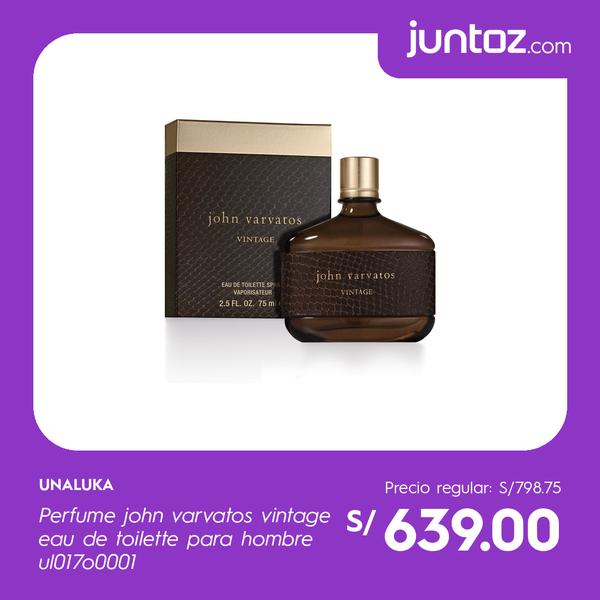 juntoz.com
john varvatos
VINTAGE
EAU DE TOILETTE
VAPORISATEUR
2.5 FL. OZ. 75 ml
john varvatos
VINTAGE
UNALUKA
Precio regular: S/798.75
Perfume john varvatos vintage
eau de toilette para hombre
ul017o0001
S/ 639.00